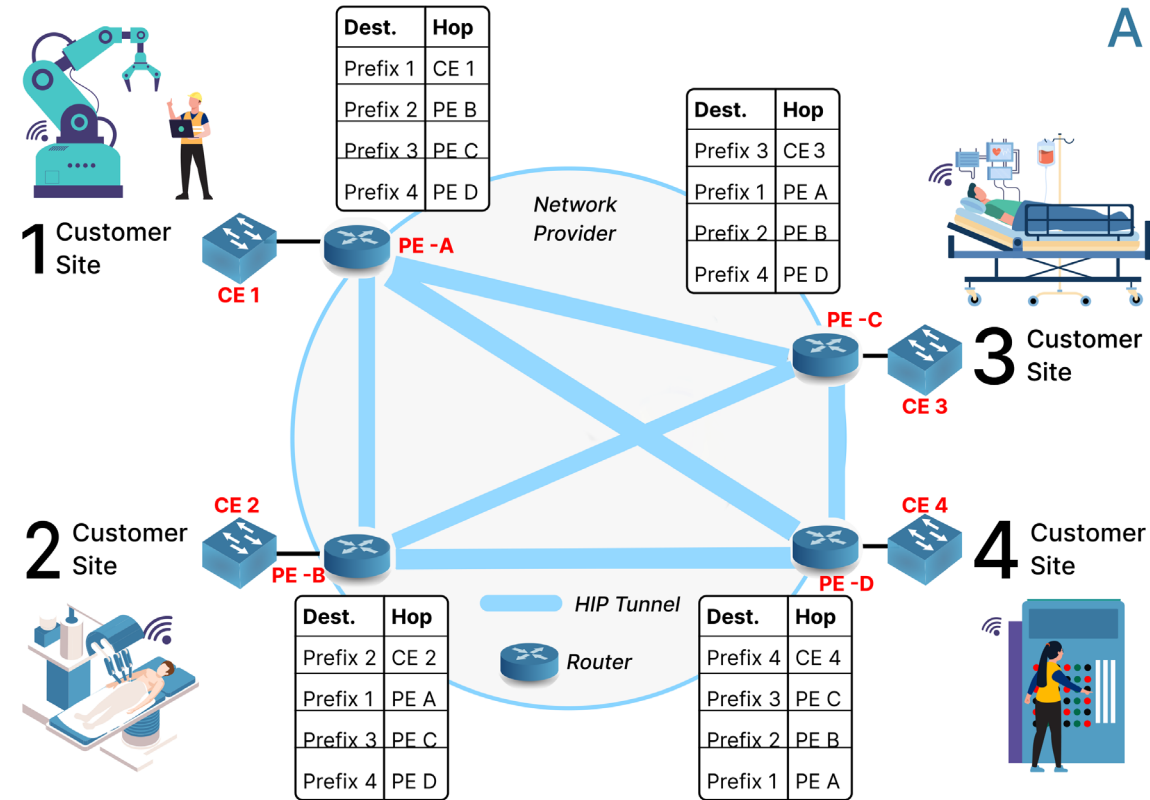 A
Dest. Hop
Prefix 1 CE 1
Prefix 2 PE B
Prefix 3 PE C
Prefix 4 PE D
Dest. Hop
Prefix 3 CE 3
Prefix 1 PE A
Prefix 2 PE B
Prefix 4 PE D
Network
Provider
1 Customer
Site
CE 1
PE -A
PE -C
3 Customer
Site
CE 3
CE 2
2 Customer
Site
PE -B
CE 4
4 Customer
Site
PE -D
HIP Tunnel
Router
Dest. Hop
Prefix 2 CE 2
Prefix 1 PE A
Prefix 3 PE C
Prefix 4 PE D
Dest. Hop
Prefix 4 CE 4
Prefix 3 PE C
Prefix 2 PE B
Prefix 1 PE A